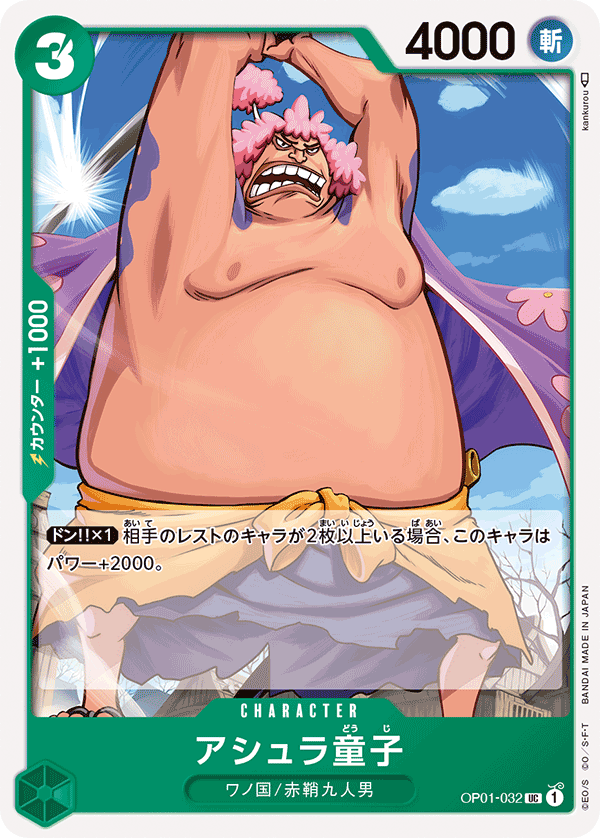 3
4000 斬
kankurou
カウンター +1000
ドン!!×1 相手のレストのキャラが2枚以上いる場合、このキャラは
パワー+2000。
CHARACTER
アシュラ童子
ワノ国/赤鞘九人男
OP01-032 UC 1
©E.O/S ©O/S・F・T BANDAI MADE IN JAPAN